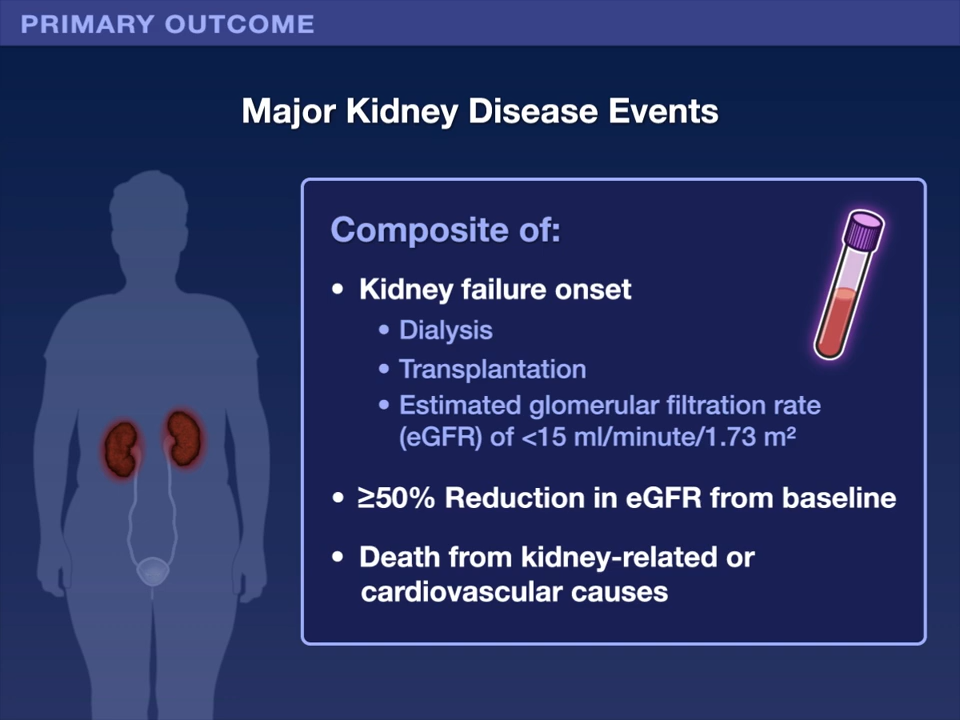 PRIMARY OUTCOME
Major Kidney Disease Events
Composite of:
• Kidney failure onset
• Dialysis
• Transplantation
• Estimated glomerular filtration rate
(eGFR) of <15 ml/minute/1.73 m²
• ≥50% Reduction in eGFR from baseline
• Death from kidney-related or
cardiovascular causes